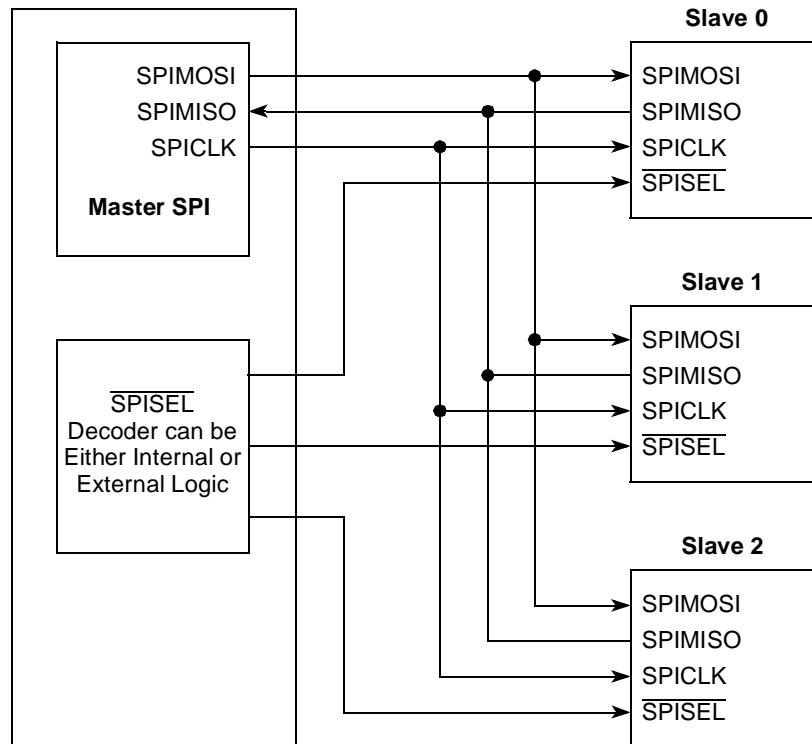 SPIMOSI
SPIMISO
SPICLK
Master SPI
SPISEL
Decoder can be
Either Internal or
External Logic
Slave 0
SPIMOSI
SPIMISO
SPICLK
SPISEL
Slave 1
SPIMOSI
SPIMISO
SPICLK
SPISEL
Slave 2
SPIMOSI
SPIMISO
SPICLK
SPISEL